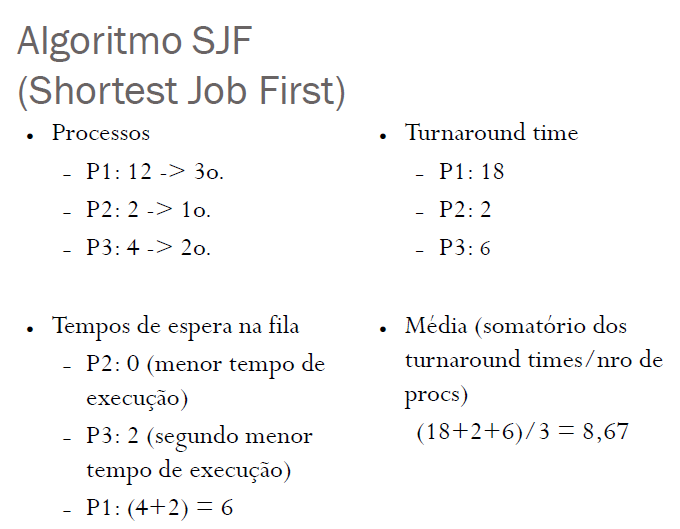 Algoritmo SJF
(Shortest Job First)
• Processos
– P1: 12 -> 3o.
– P2: 2 -> 1o.
– P3: 4 -> 2o.
• Tempos de espera na fila
– P2: 0 (menor tempo de
execução)
– P3: 2 (segundo menor
tempo de execução)
– P1: (4+2) = 6
• Turnaround time
– P1: 18
– P2: 2
– P3: 6
• Média (somatório dos
turnaround times/nro de
procs)
(18+2+6)/3 = 8,67